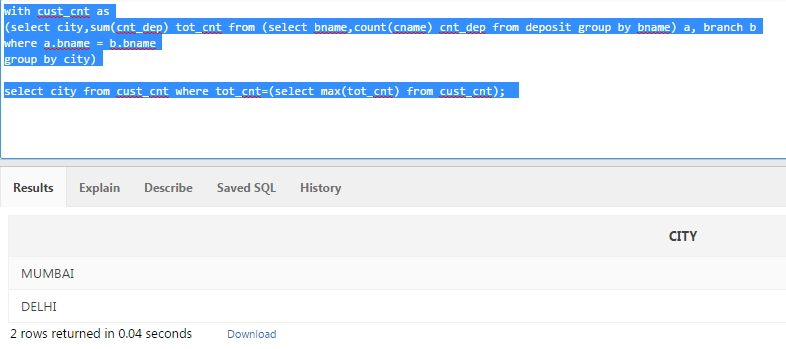 with cust_cnt as
(select city,sum(cnt_dep) tot_cnt from (select bname,count(cname) cnt_dep from deposit group by bname) a, branch b
where a.bname = b.bname
group by city)
select city from cust_cnt where tot_cnt=(select max(tot_cnt) from cust_cnt);
Results Explain Describe Saved SQL History
CITY
MUMBAI
DELHI
2 rows returned in 0.04 seconds Download